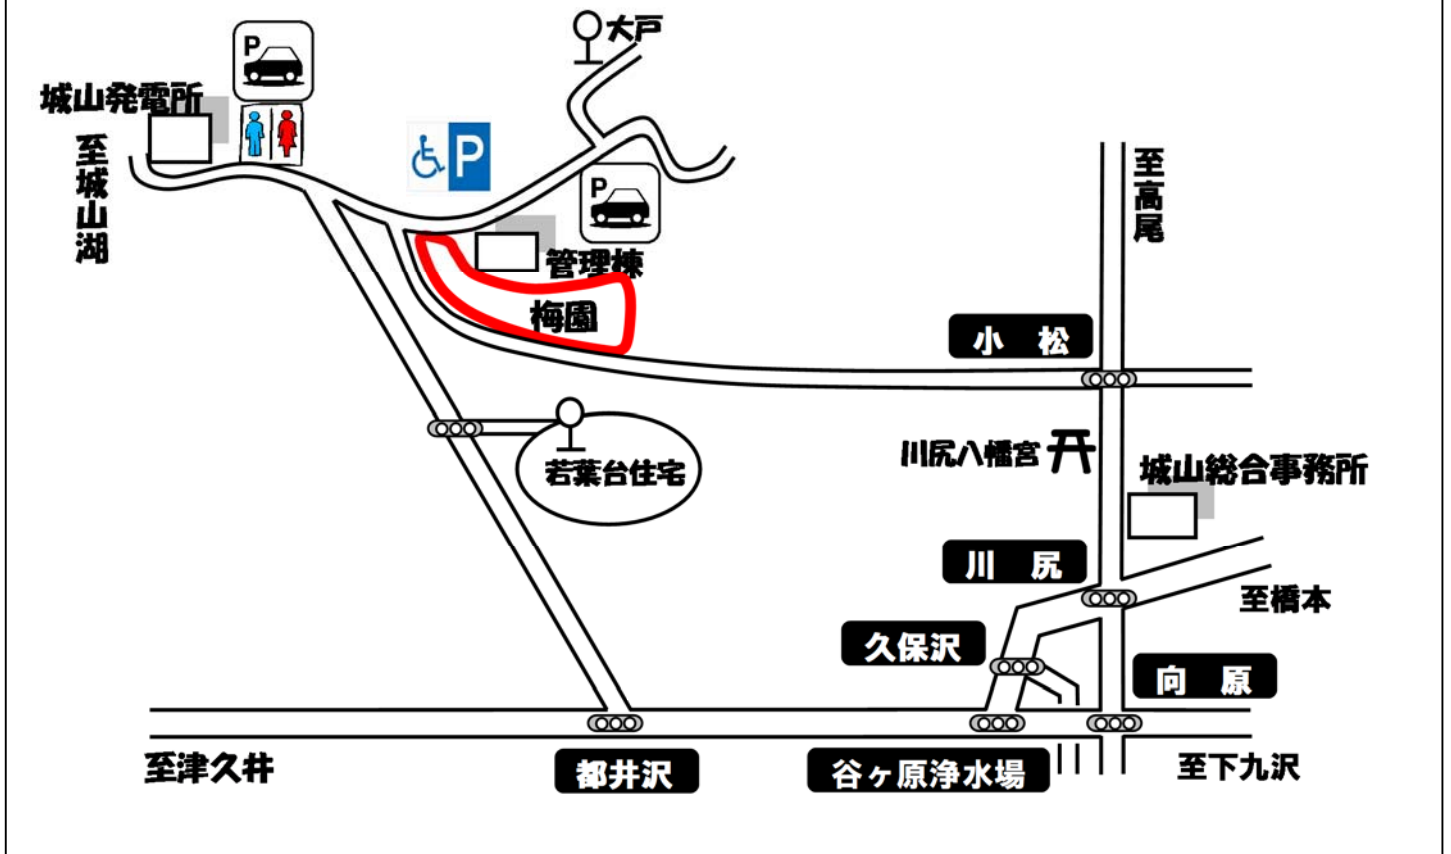 大戸
P
城山発電所
至城山湖
P
P
至高尾
管理棟
梅園
小　松
川尻八幡宮
城山総合事務所
若葉台住宅
川　尻
至橋本
久保沢
向　原
至津久井
都井沢
谷ヶ原浄水場
至下九沢